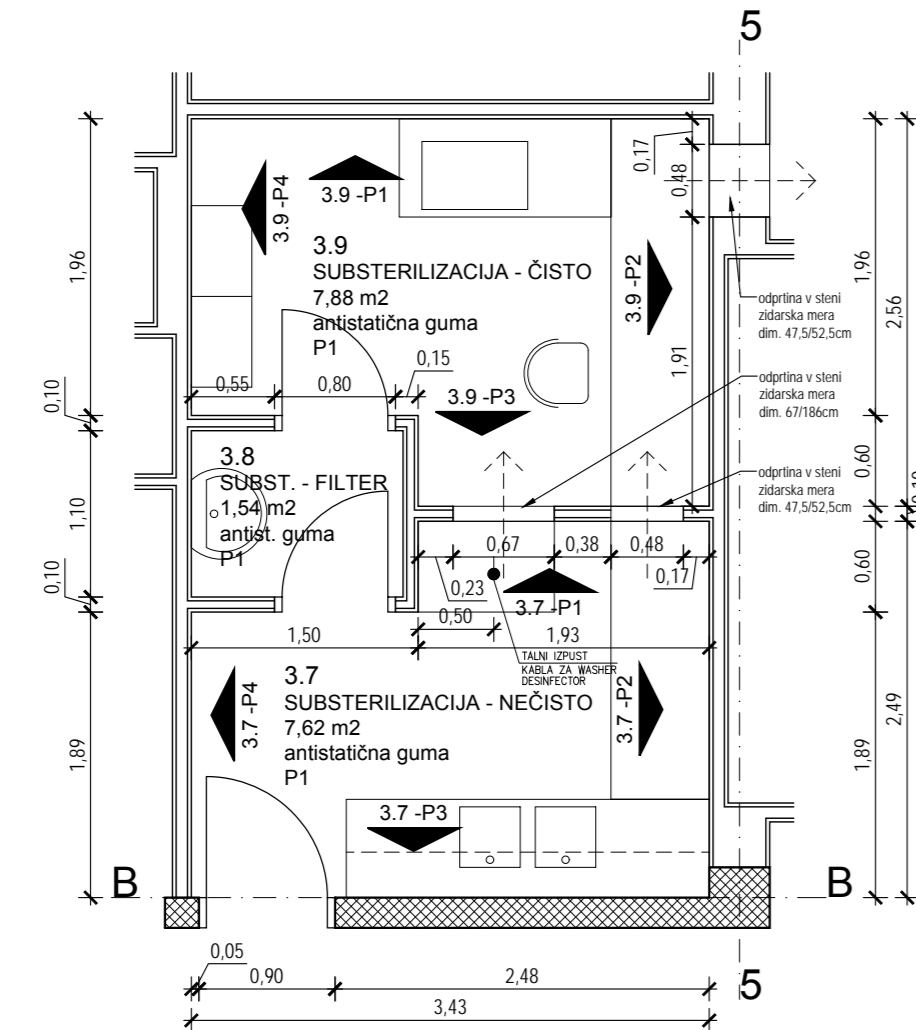 5
0,17
0,48
3.9 -P4
3.9 -P1
3.9
SUBSTERILIZACIJA - ČISTO
7,88 m2
antistatična guma
P1
3.9 -P2
1,96
1,96
2,56
odprtina v steni
zidarska mera
dim. 47,5/52,5cm
1,91
0,55
0,80
0,15
3.9 -P3
odprtina v steni
zidarska mera
dim. 67/186cm
0,10
3.8
SUBST. - FILTER
1,54 m2
antist. guma
P1
0,60
odprtina v steni
zidarska mera
dim. 47,5/52,5cm
1,10
0,10
0,67
0,38
0,48
0,23
0,17
0,60
3.7 -P1
0,50
1,50
1,93
TALNI IZPUST
KABLA ZA WASHER
DESINFECTOR
3.7 -P4
3.7
SUBSTERILIZACIJA - NEČISTO
7,62 m2
antistatična guma
P1
3.7 -P2
1,89
1,89
2,49
3.7 -P3
B
B
0,05
0,90
2,48
5
3,43